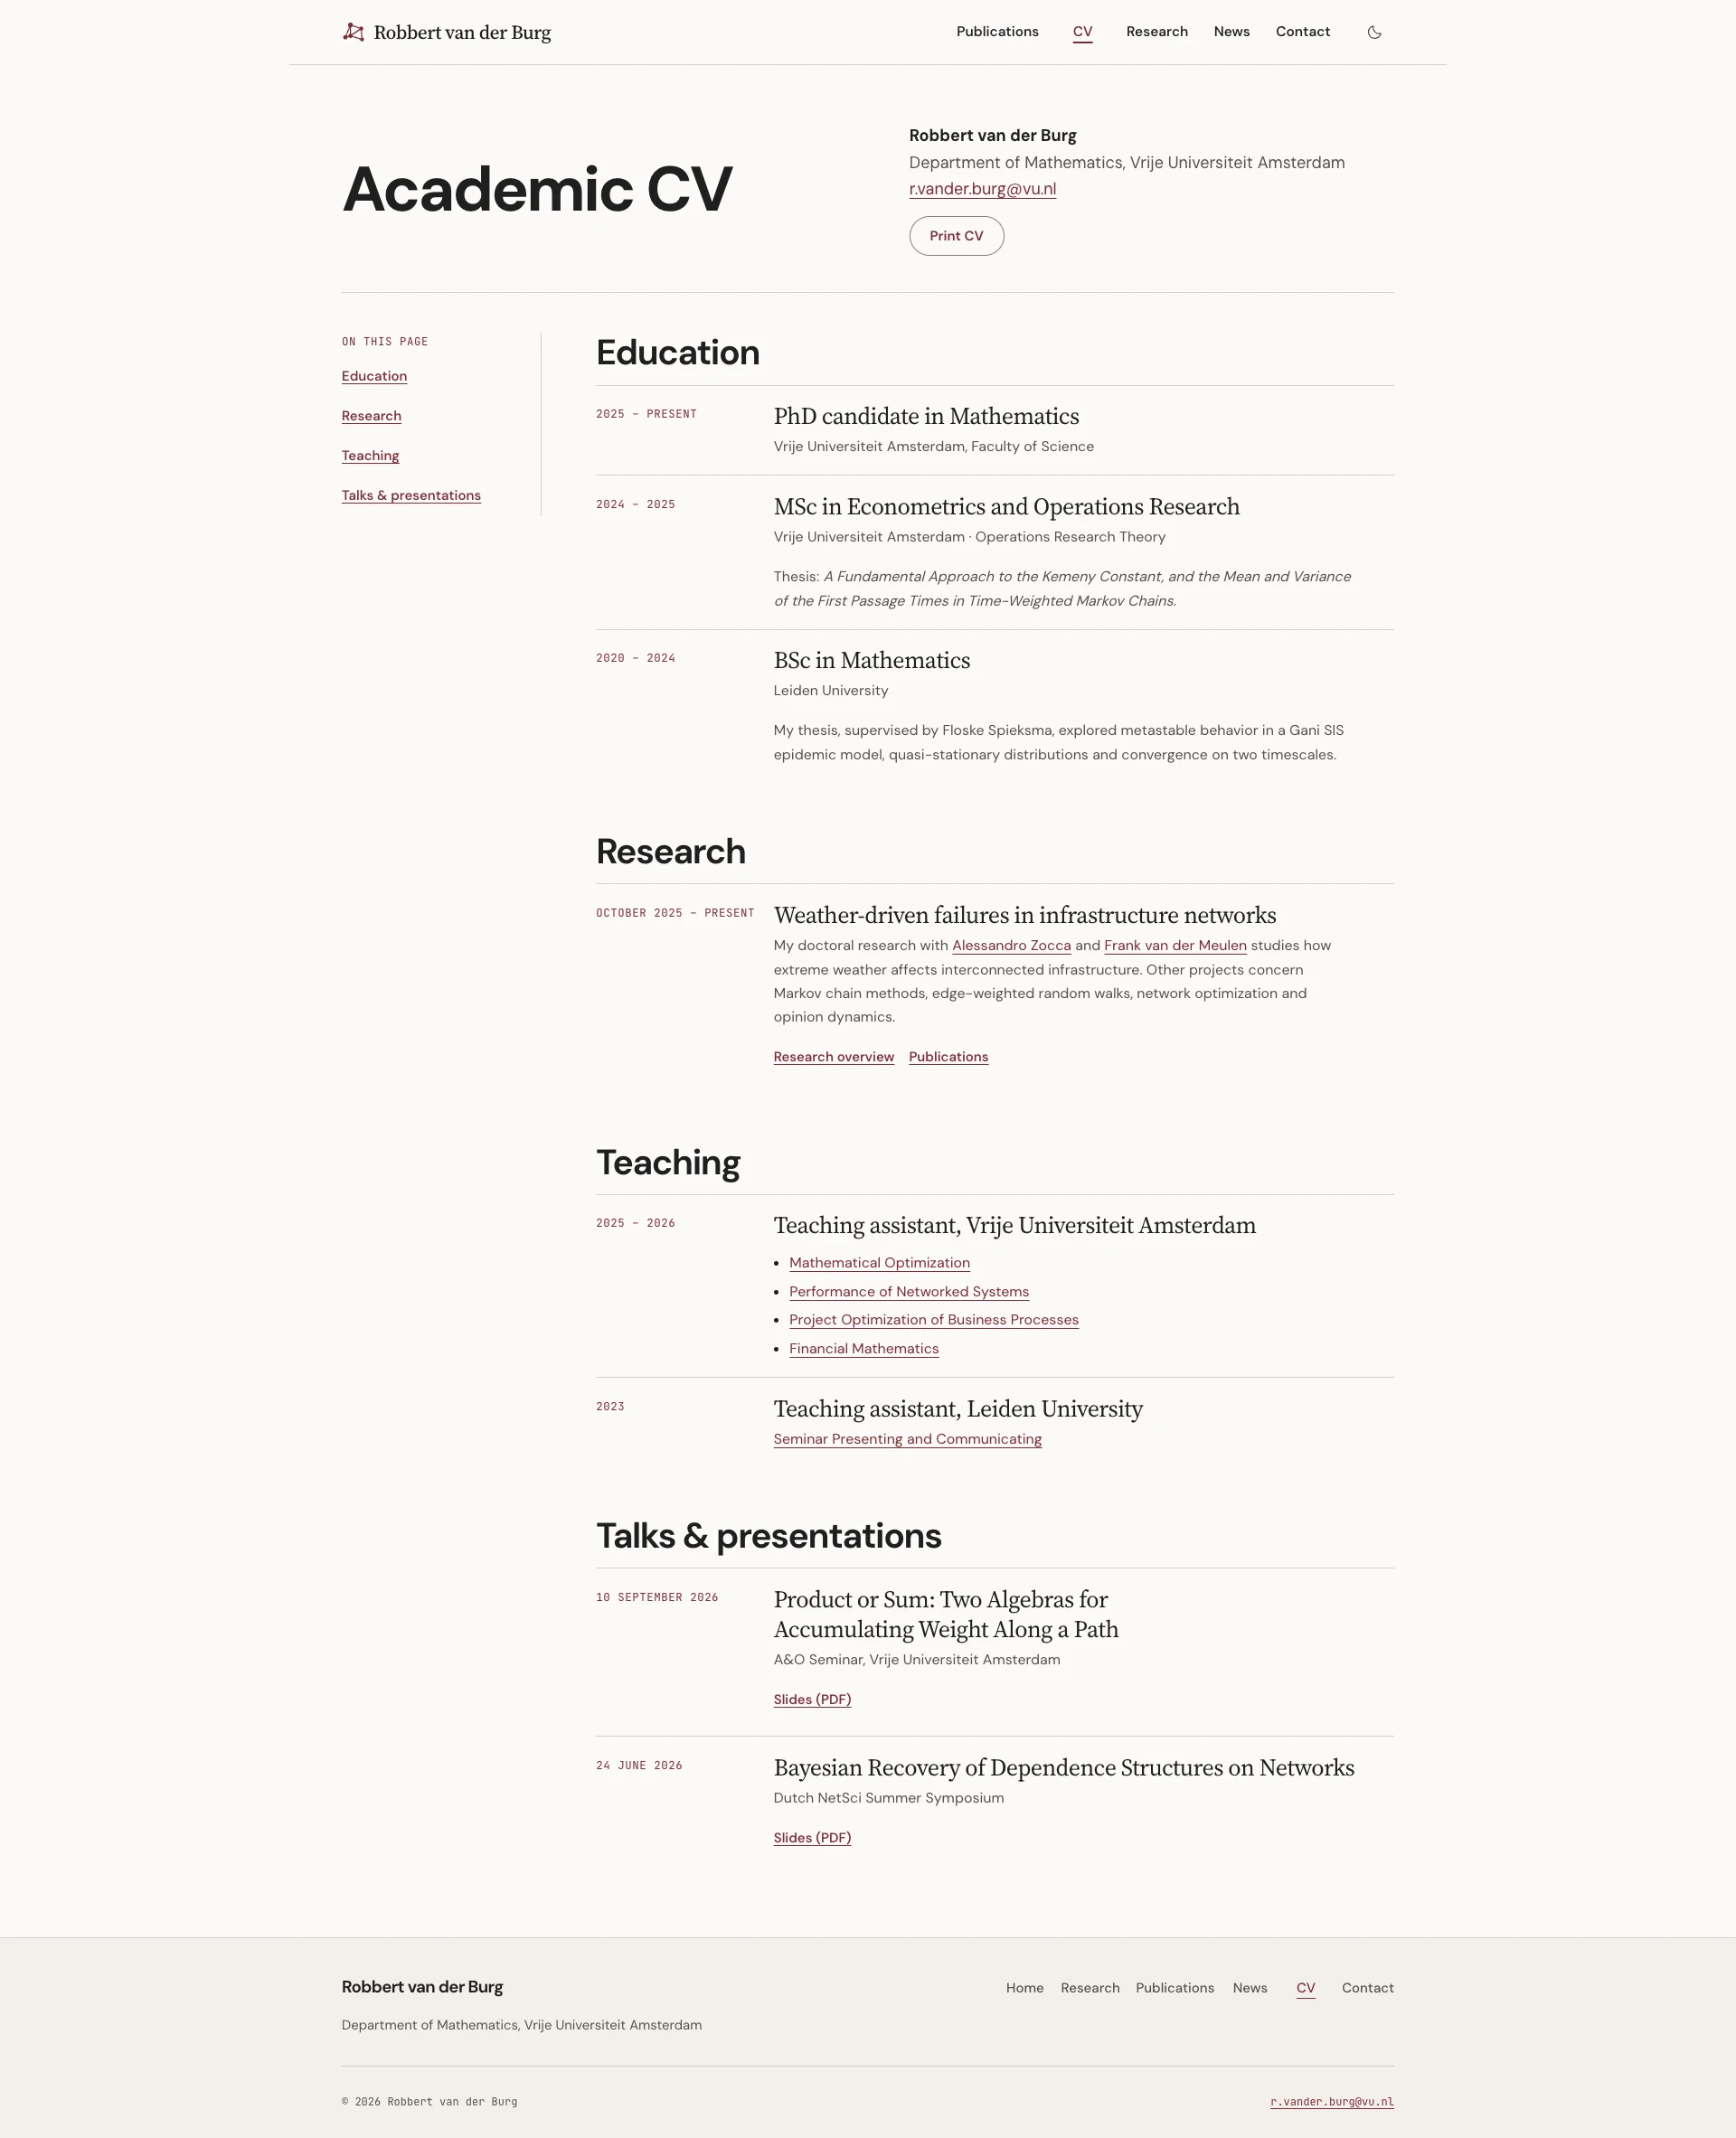 Robbert van der Burg
Publications
CV
Research
News
Contact
Academic CV
Robbert van der Burg
Department of Mathematics, Vrije Universiteit Amsterdam
r.vander.burg@vu.nl
Print CV
ON THIS PAGE
Education
Research
Teaching
Talks & presentations
Education
2025 – PRESENT
PhD candidate in Mathematics
Vrije Universiteit Amsterdam, Faculty of Science
2024 – 2025
MSc in Econometrics and Operations Research
Vrije Universiteit Amsterdam · Operations Research Theory
Thesis: A Fundamental Approach to the Kemeny Constant, and the Mean and Variance
of the First Passage Times in Time-Weighted Markov Chains.
2020 – 2024
BSc in Mathematics
Leiden University
My thesis, supervised by Floske Spieksma, explored metastable behavior in a Gani SIS
epidemic model, quasi-stationary distributions and convergence on two timescales.
Research
OCTOBER 2025 – PRESENT
Weather-driven failures in infrastructure networks
My doctoral research with Alessandro Zocca and Frank van der Meulen studies how
extreme weather affects interconnected infrastructure. Other projects concern
Markov chain methods, edge-weighted random walks, network optimization and
opinion dynamics.
Research overview Publications
Teaching
2025 – 2026
Teaching assistant, Vrije Universiteit Amsterdam
• Mathematical Optimization
• Performance of Networked Systems
• Project Optimization of Business Processes
• Financial Mathematics
2023
Teaching assistant, Leiden University
Seminar Presenting and Communicating
Talks & presentations
10 SEPTEMBER 2026
Product or Sum: Two Algebras for
Accumulating Weight Along a Path
A&O Seminar, Vrije Universiteit Amsterdam
Slides (PDF)
24 JUNE 2026
Bayesian Recovery of Dependence Structures on Networks
Dutch NetSci Summer Symposium
Slides (PDF)
Robbert van der Burg
Department of Mathematics, Vrije Universiteit Amsterdam
Home
Research
Publications
News
CV
Contact
© 2026 Robbert van der Burg
r.vander.burg@vu.nl